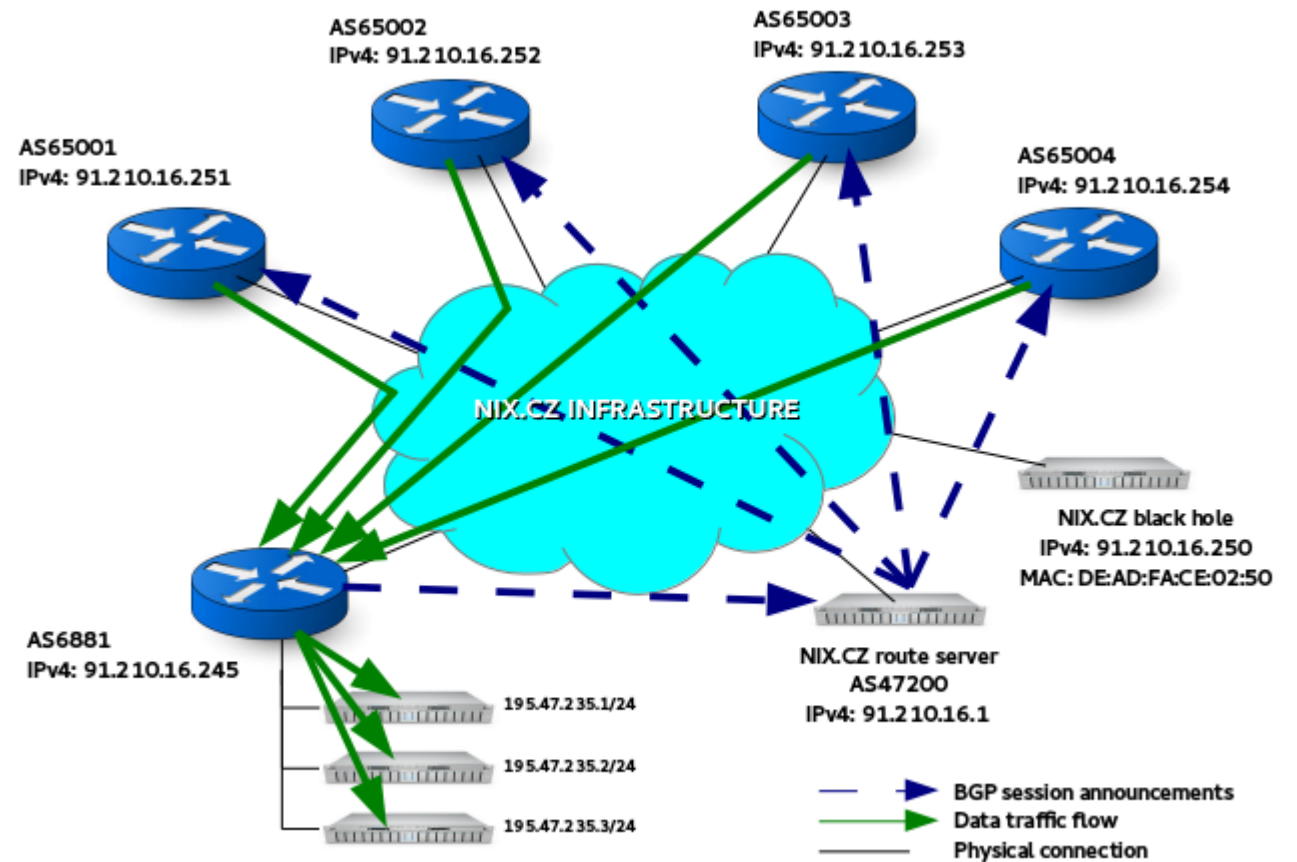 AS65002
IPv4: 91.210.16.252
AS65003
IPv4: 91.210.16.253
AS65001
IPv4: 91.210.16.251
AS65004
IPv4: 91.210.16.254
NIX.CZ INFRASTRUCTURE
NIX.CZ black hole
IPv4: 91.210.16.250
MAC: DE:AD:FA:CE:02:50
AS6881
IPv4: 91.210.16.245
NIX.CZ route server
AS47200
IPv4: 91.210.16.1
195.47.235.1/24
195.47.235.2/24
195.47.235.3/24
BGP session announcements
Data traffic flow
Physical connection